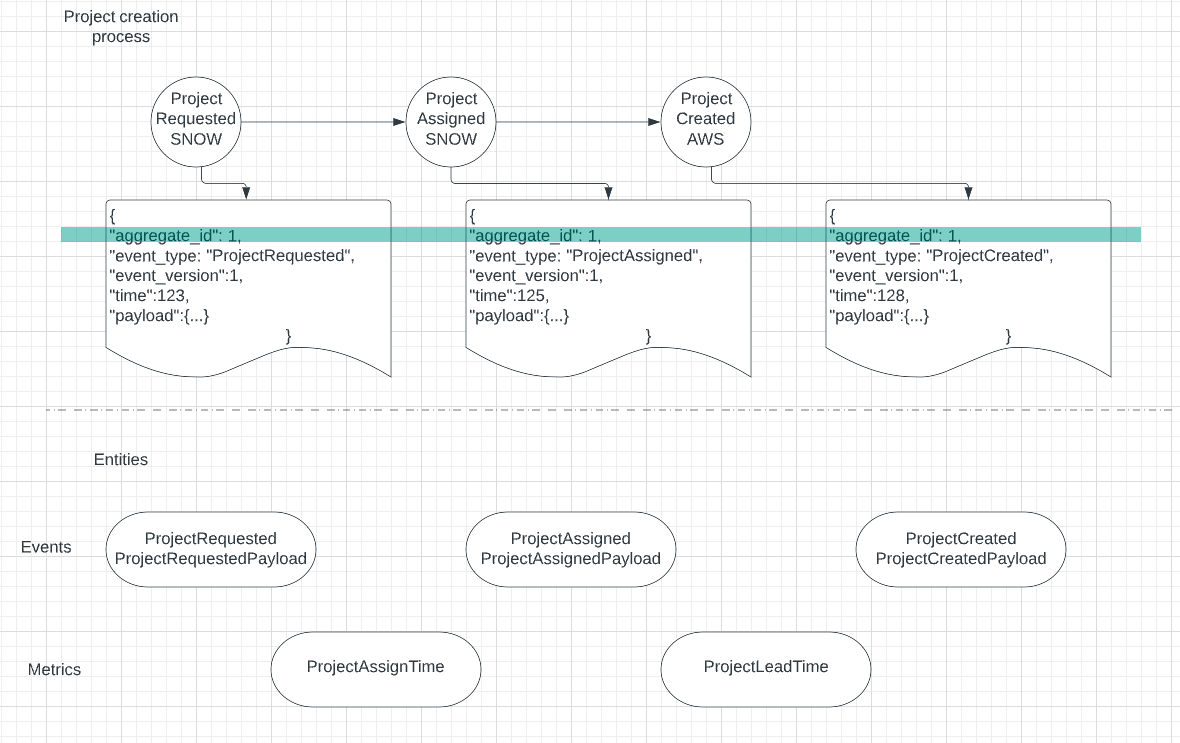 Project creation
process
Project
Requested
SNOW
Project
Assigned
SNOW
Project
Created
AWS
{
"aggregate_id": 1,
"event_type: "ProjectRequested",
"event_version":1,
"time":123,
"payload":{...}
}
{
"aggregate_id": 1,
"event_type: "ProjectAssigned",
"event_version":1,
"time":125,
"payload":{...}
}
{
"aggregate_id": 1,
"event_type: "ProjectCreated",
"event_version":1,
"time":128,
"payload":{...}
}
Entities
Events
ProjectRequested
ProjectRequestedPayload
ProjectAssigned
ProjectAssignedPayload
ProjectCreated
ProjectCreatedPayload
Metrics
ProjectAssignTime
ProjectLeadTime